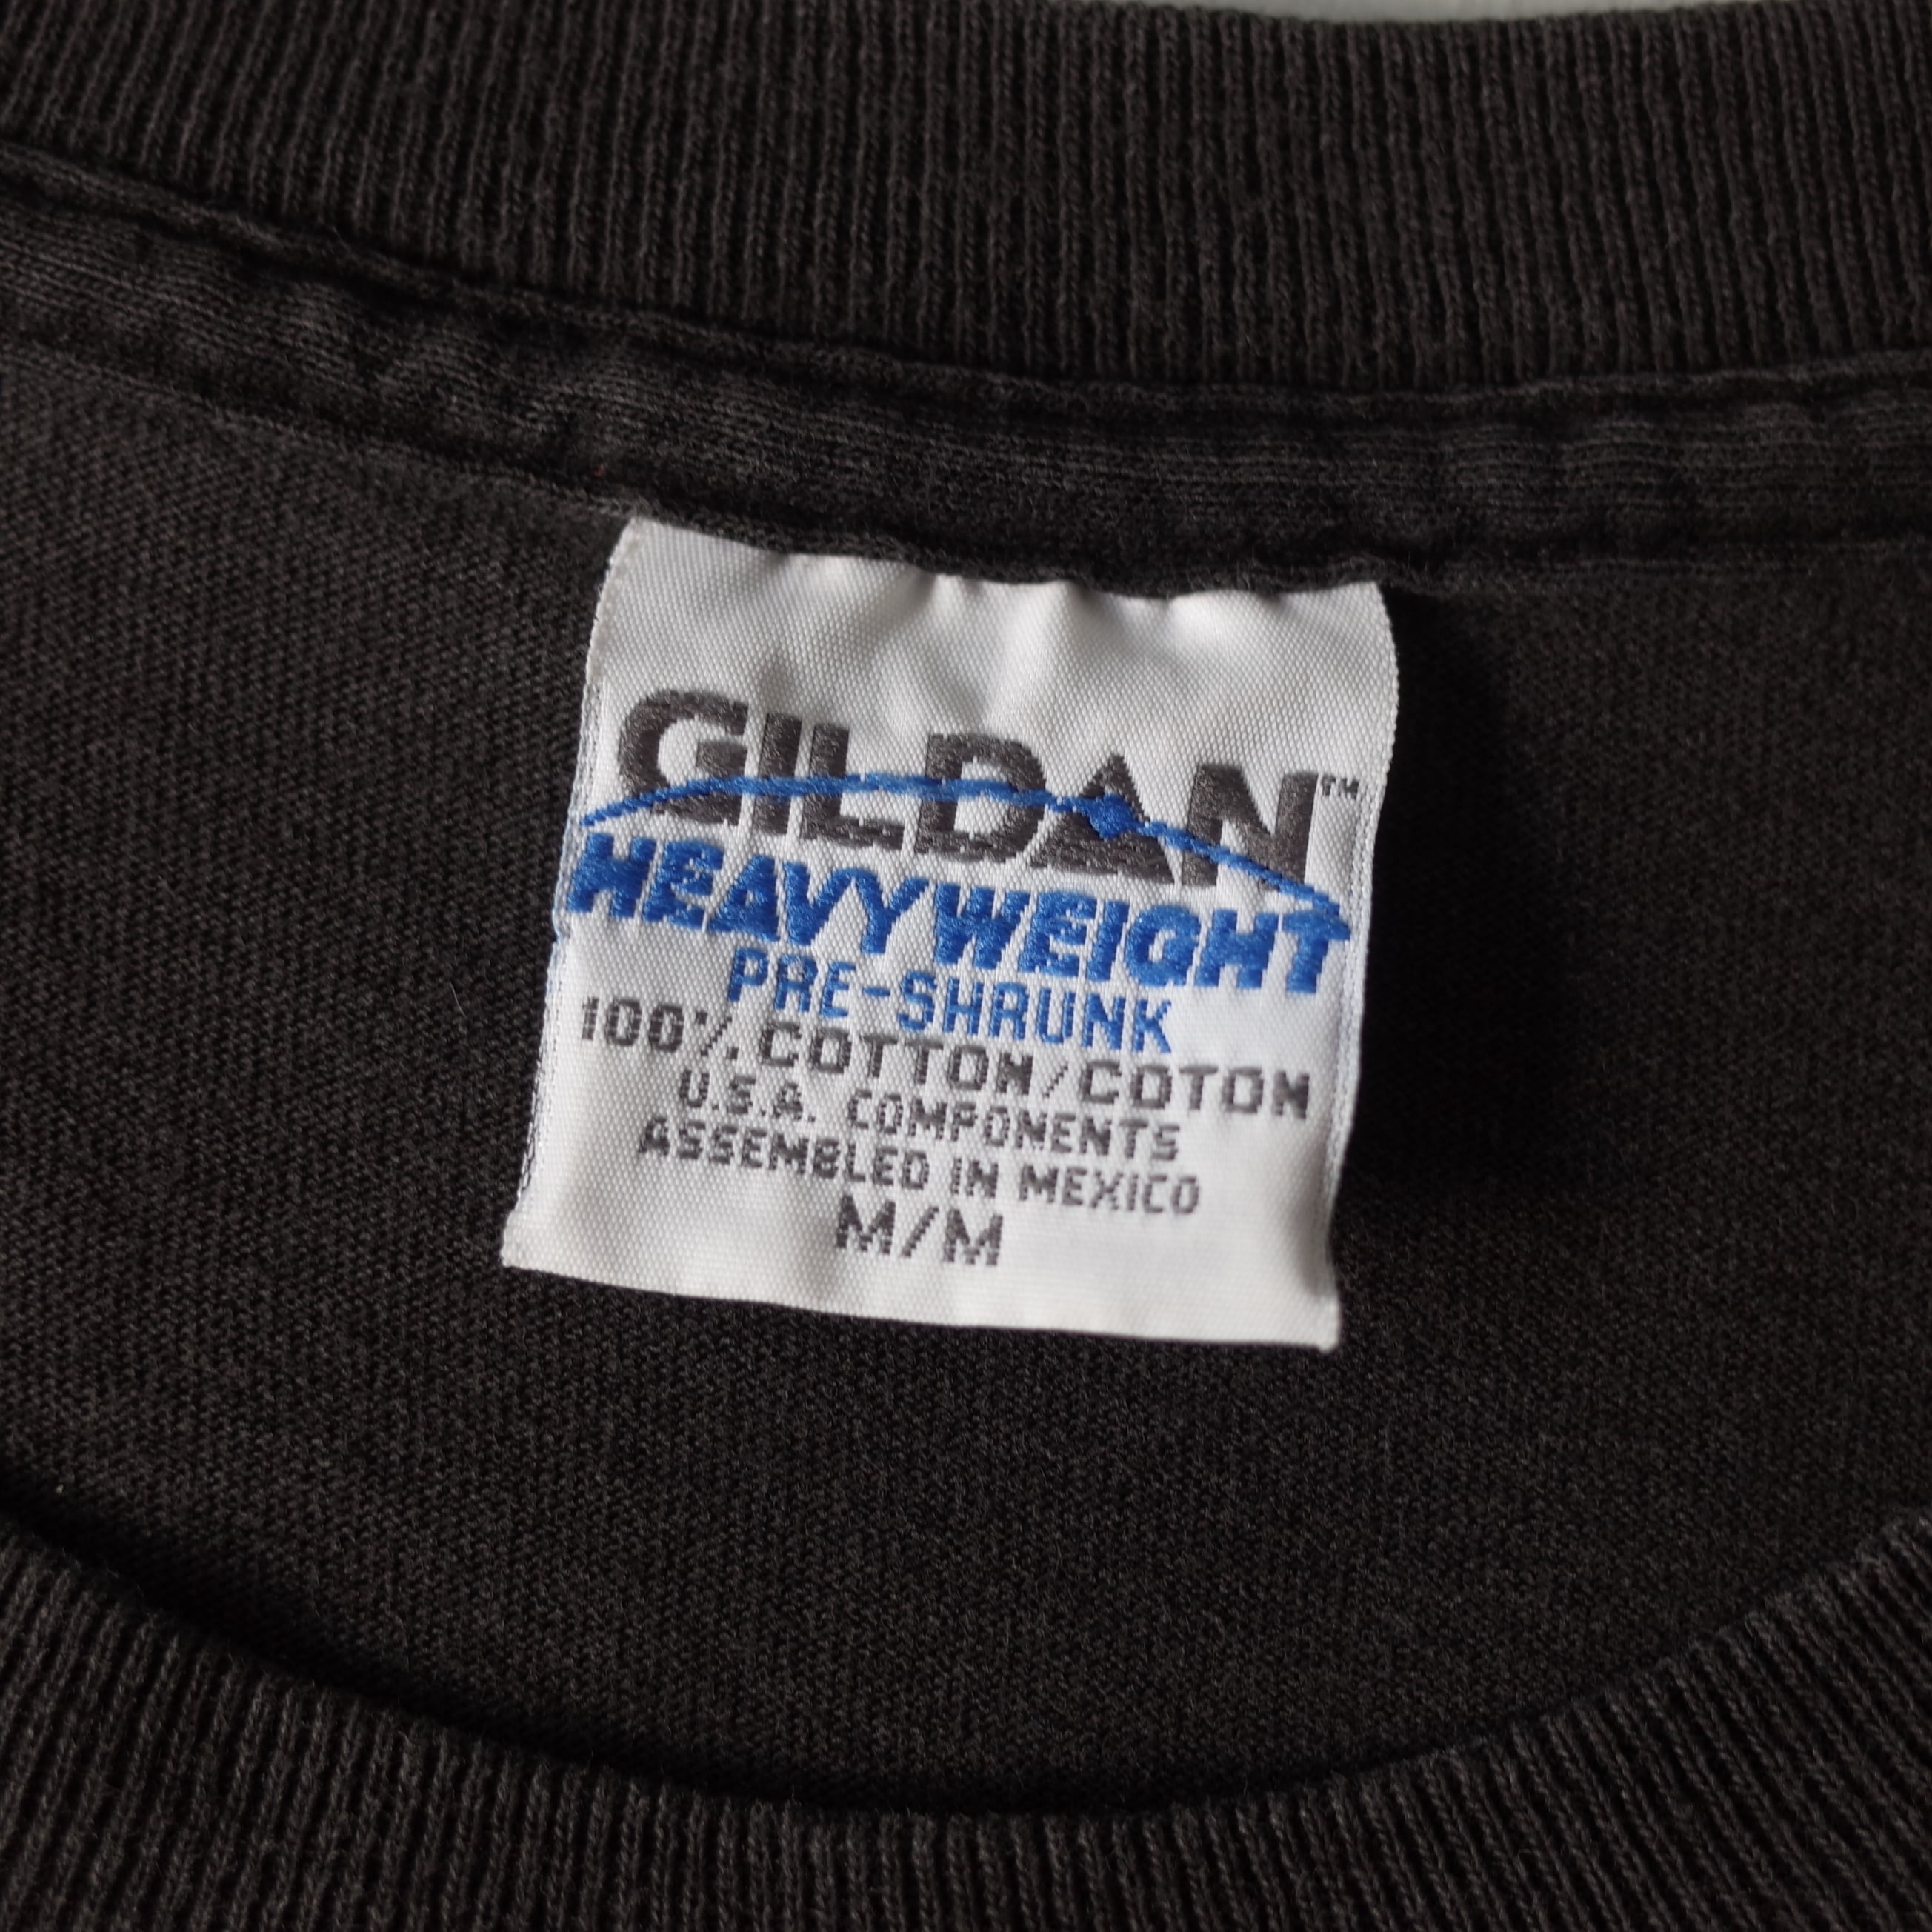 GILDAN™
HEAVYWEIGHT
PRE-SHRUNK
100% COTTON/COTON
U.S.A. COMPONENTS
ASSEMBLED IN MEXICO
M/M